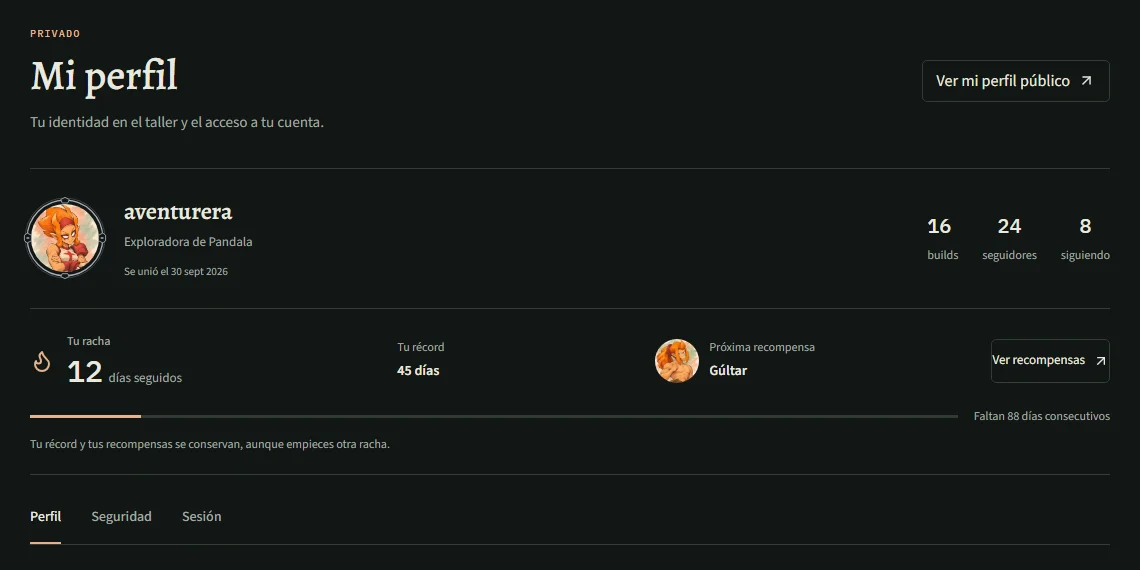 PRIVADO
Mi perfil
Ver mi perfil público
Tu identidad en el taller y el acceso a tu cuenta.
aventurera
Exploradora de Pandala
Se unió el 30 sept 2026
16
builds
24
seguidores
8
siguiendo
Tu racha
12 días seguidos
Tu récord
45 días
Próxima recompensa
Gúltar
Ver recompensas
Faltan 88 días consecutivos
Tu récord y tus recompensas se conservan, aunque empieces otra racha.
Perfil
Seguridad
Sesión